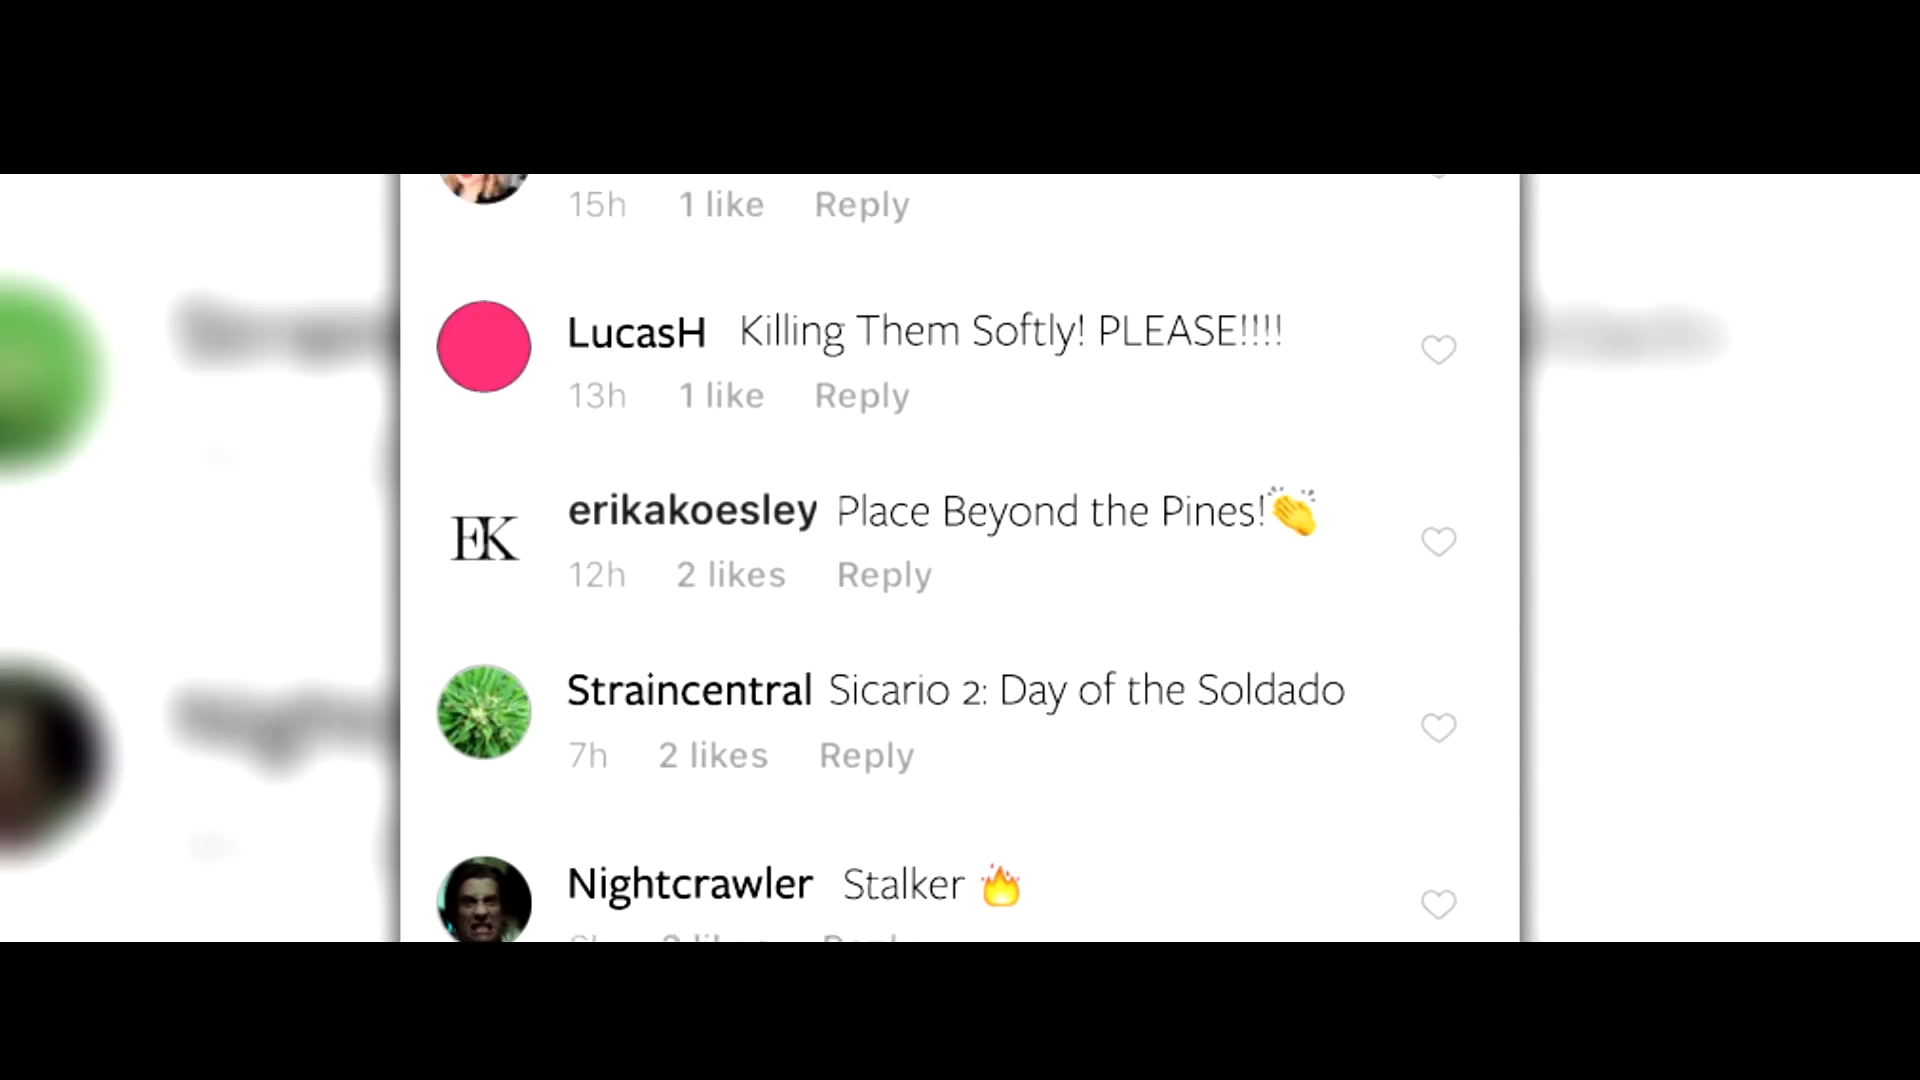 15h 1 like Reply
LucasH Killing Them Softly! PLEASE!!!!
13h 1 like Reply
EK erikakoesley Place Beyond the Pines!👏
12h 2 likes Reply
Straincentral Sicario 2: Day of the Soldado
7h 2 likes Reply
Nightcrawler Stalker 🔥